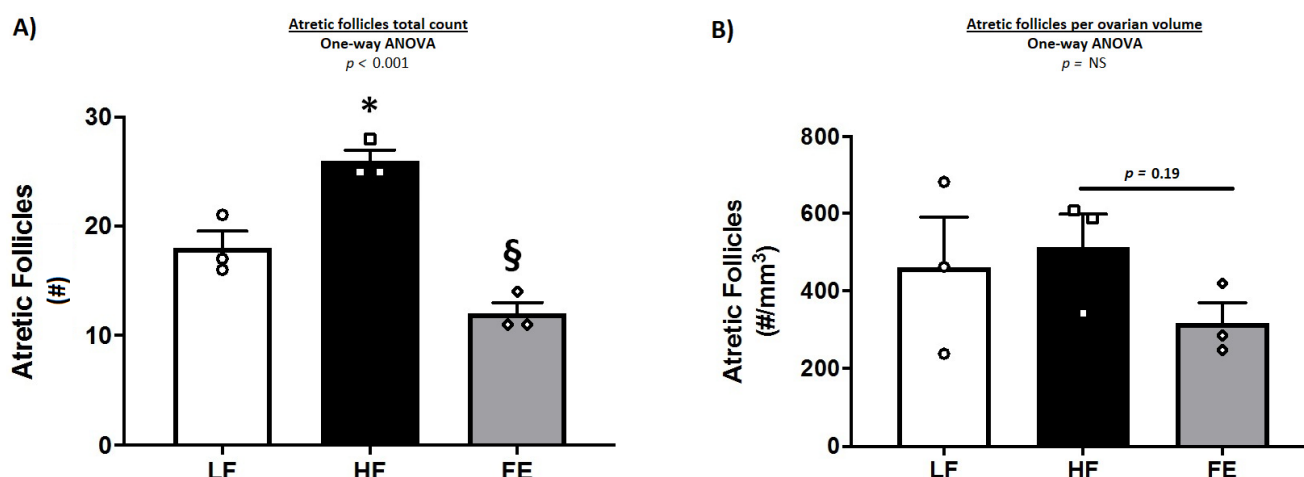 A)
Atretic follicles total count
One-way ANOVA
p < 0.001
Atretic Follicles
(#)
30
20
10
0
*
§
LF
HF
FE
B)
Atretic follicles per ovarian volume
One-way ANOVA
p = NS
Atretic Follicles
(#/mm³)
800
600
400
200
0
p = 0.19
LF
HF
FE